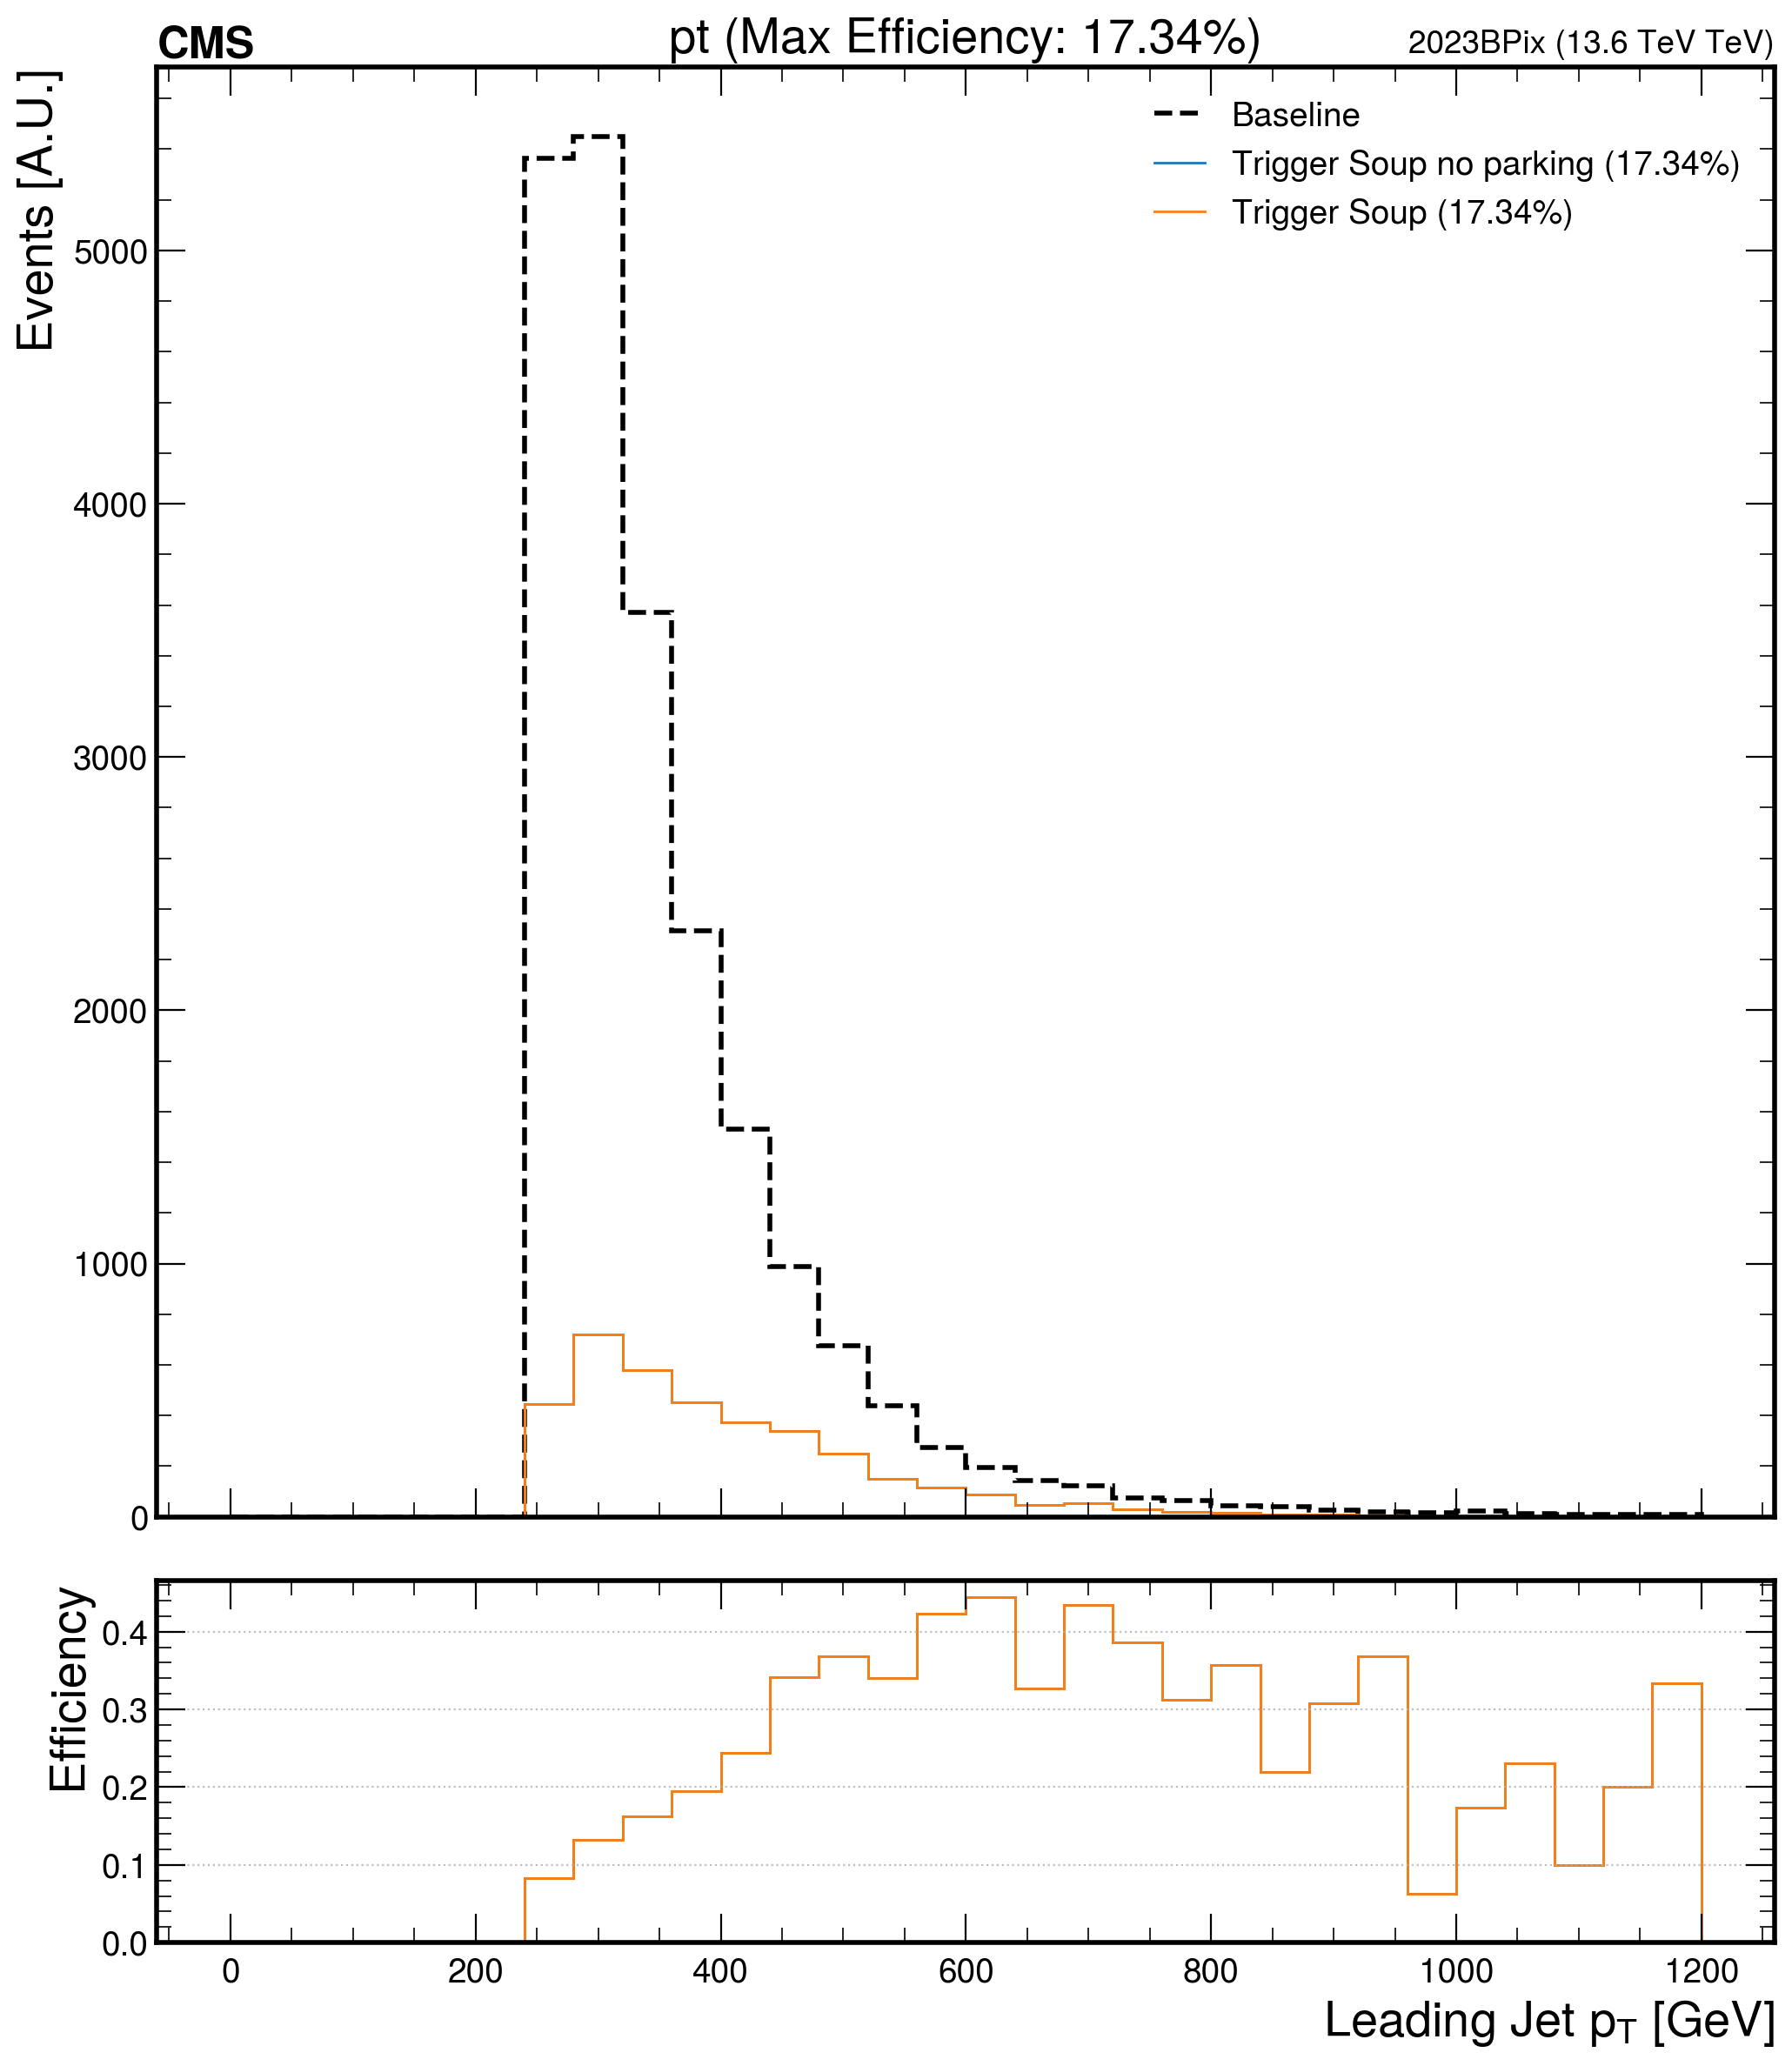 CMS pt (Max Efficiency: 17.34%) 2023BPix (13.6 TeV TeV)
Events [A.U.]
Baseline
Trigger Soup no parking (17.34%)
Trigger Soup (17.34%)
5000
4000
3000
2000
1000
0
Efficiency
0.4
0.3
0.2
0.1
0.0
0 200 400 600 800 1000 1200
Leading Jet pT [GeV]